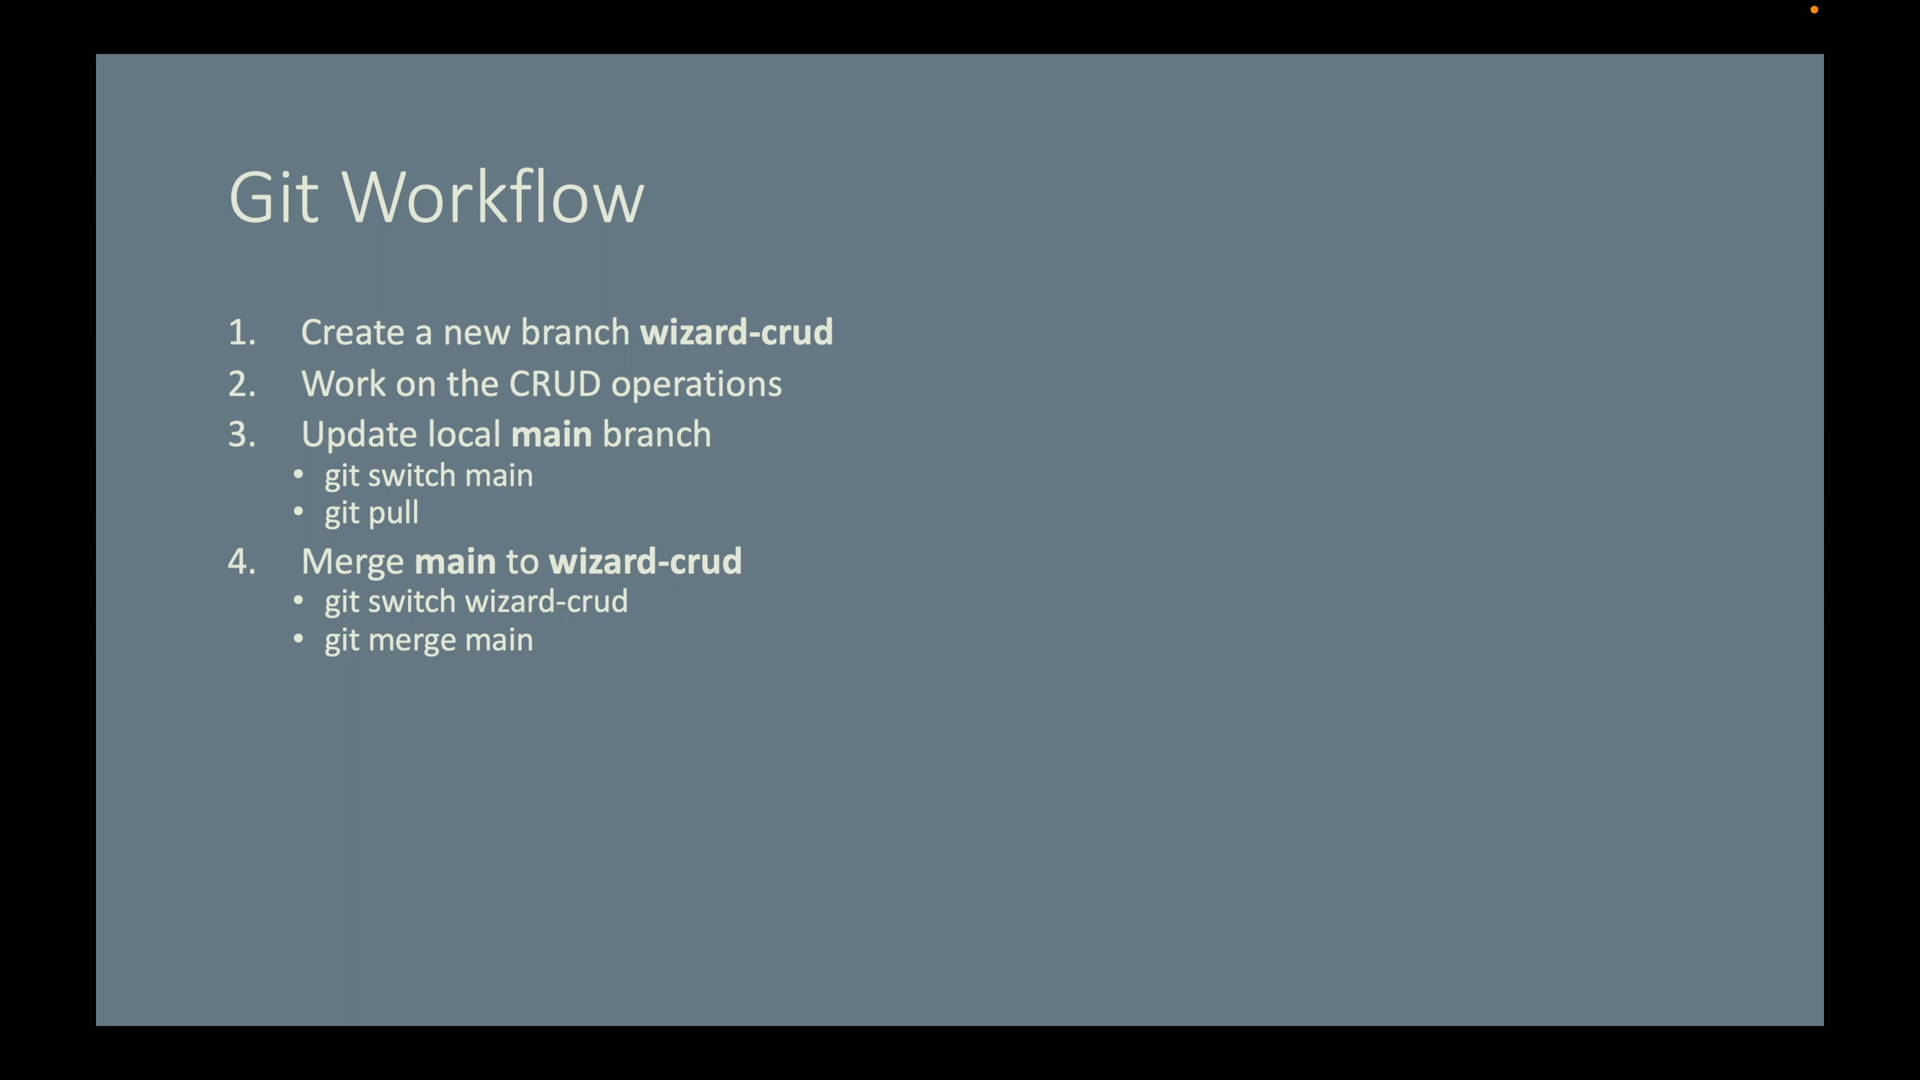 Git Workflow
1. Create a new branch wizard-crud
2. Work on the CRUD operations
3. Update local main branch
• git switch main
• git pull
4. Merge main to wizard-crud
• git switch wizard-crud
• git merge main